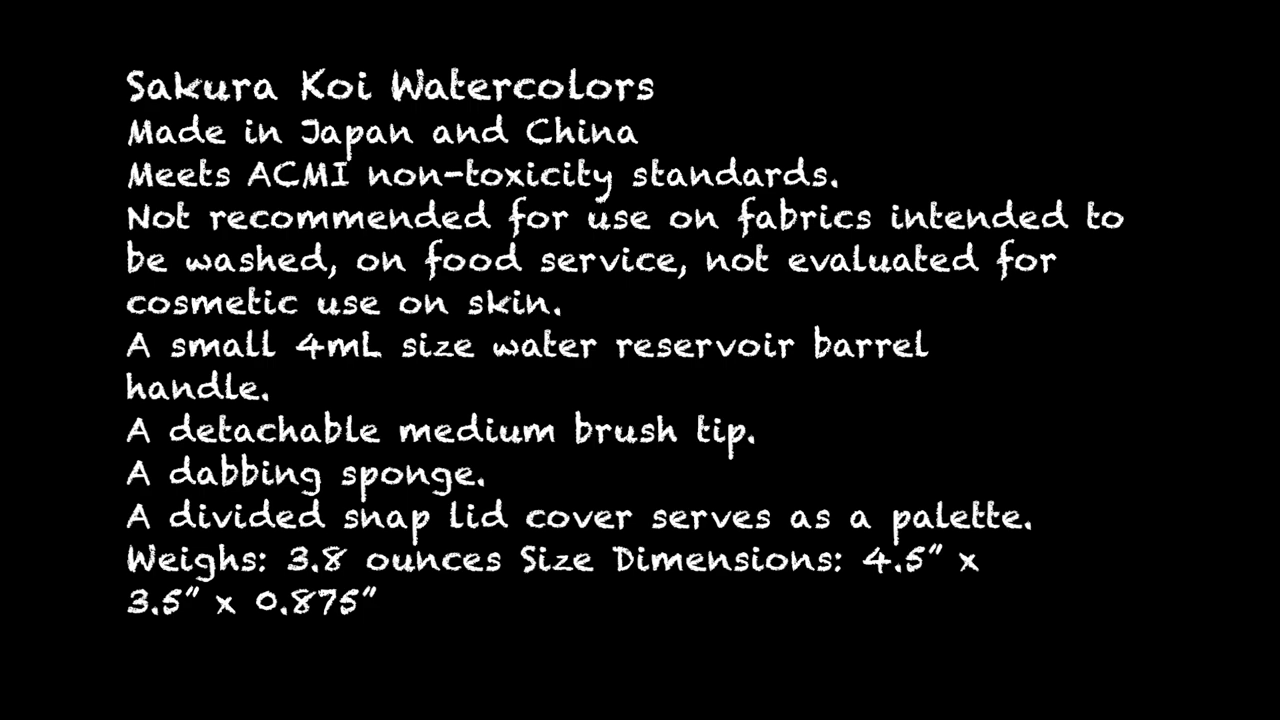 Sakura Koi Watercolors
Made in Japan and China
Meets ACMI non-toxicity standards.
Not recommended for use on fabrics intended to
be washed, on food service, not evaluated for
cosmetic use on skin.
A small 4mL size water reservoir barrel
handle.
A detachable medium brush tip.
A dabbing sponge.
A divided snap lid cover serves as a palette.
Weighs: 3.8 ounces Size Dimensions: 4.5” x
3.5” x 0.875”